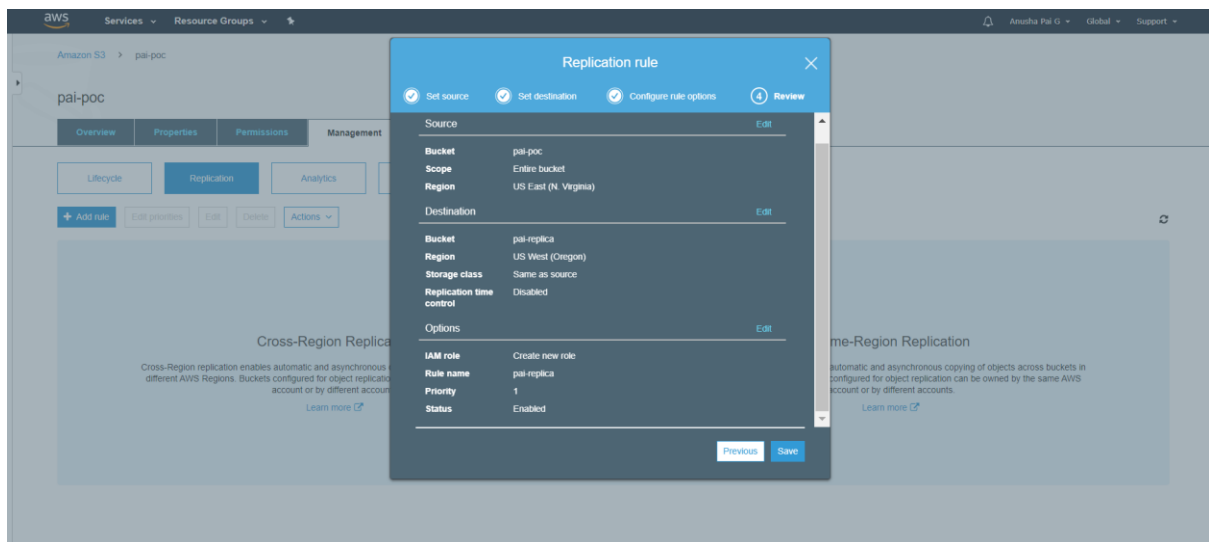 aws Services Resource Groups Anusha Pai G Global Support
Amazon S3 > pai-poc
pai-poc
Overview Properties Permissions Management
Lifecycle Replication Analytics
+ Add rule Edit priorities Edit Delete Actions
Cross-Region Replica
Cross-Region replication enables automatic and asynchronous
different AWS Regions. Buckets configured for object replicatio
account or by different accoun
Learn more
Replication rule
Set source Set destination Configure rule options 4 Review
Source Edit
Bucket pai-poc
Scope Entire bucket
Region US East (N. Virginia)
Destination Edit
Bucket pai-replica
Region US West (Oregon)
Storage class Same as source
Replication time Disabled
control
Options Edit
IAM role Create new role
Rule name pai-replica
Priority 1
Status Enabled
Previous Save
me-Region Replication
automatic and asynchronous copying of objects across buckets in
configured for object replication can be owned by the same AWS
account or by different accounts.
Learn more